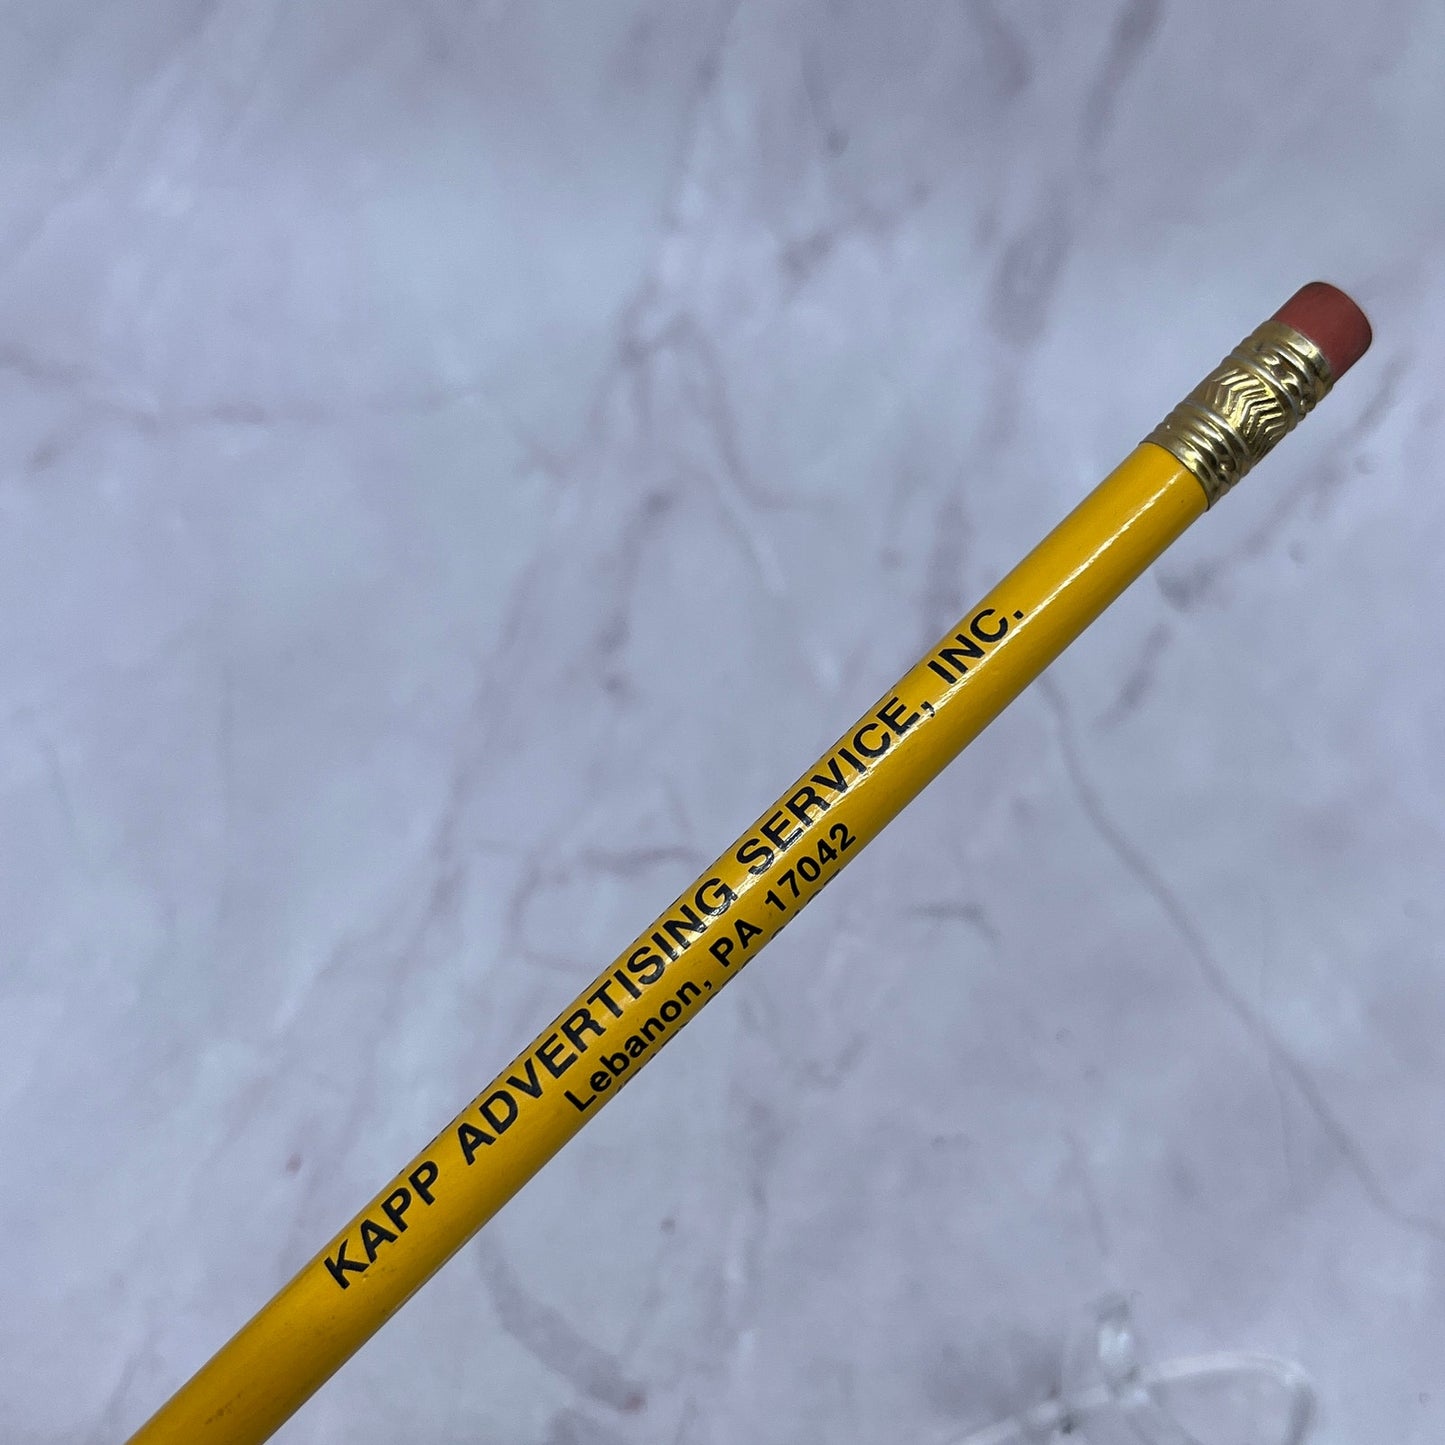 KAPP ADVERTISING SERVICE, INC.
Lebanon, PA 17042